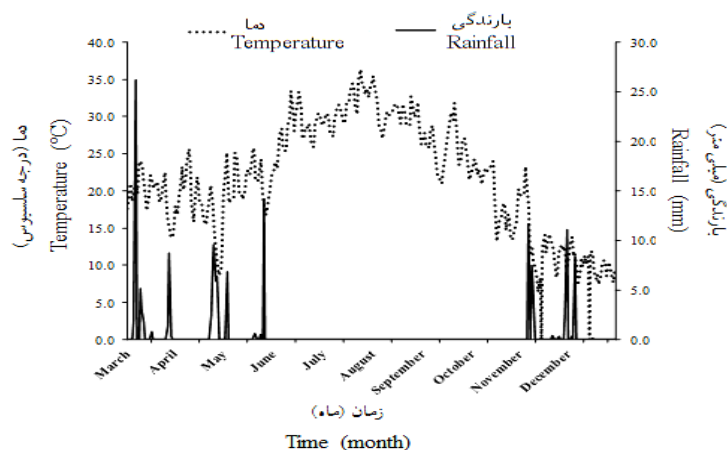 دما
Temperature
بارندگی
Rainfall
40.0
35.0
30.0
25.0
20.0
15.0
10.0
5.0
0.0
دما (درجه سلسیوس)
Temperature (°C)
30.0
25.0
20.0
15.0
10.0
5.0
0.0
بارندگی (میلی متر)
Rainfall (mm)
March
April
May
June
July
August
September
October
November
December
زمان (ماه)
Time (month)